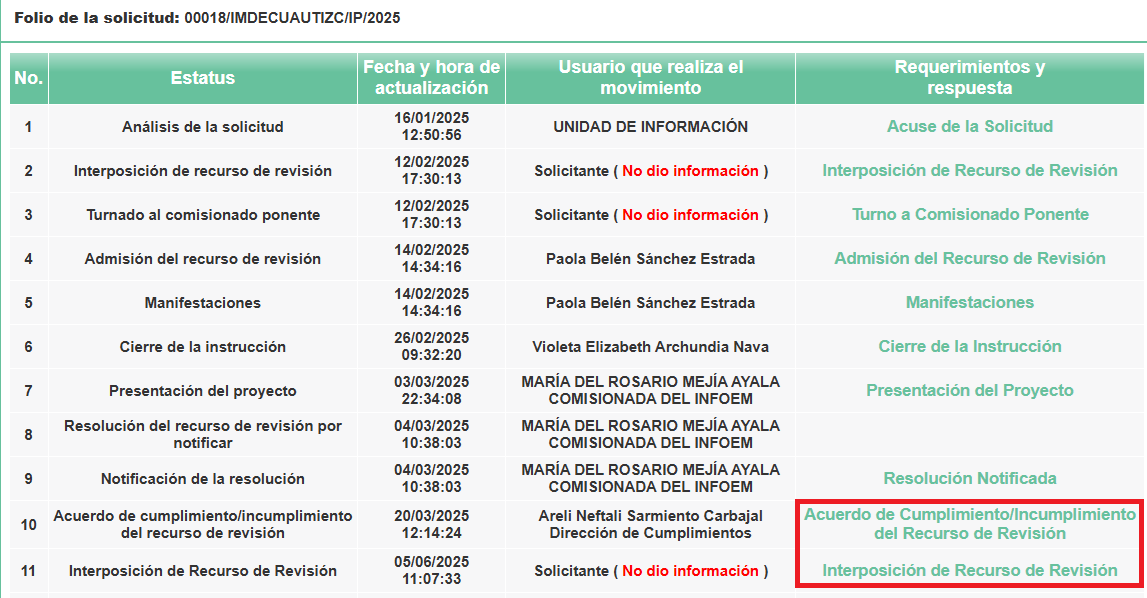 Folio de la solicitud: 00018/IMDECUAUTIZC/IP/2025
No. Estatus Fecha y hora de actualización Usuario que realiza el movimiento Requerimientos y respuesta
1 Análisis de la solicitud 16/01/2025 12:50:56 UNIDAD DE INFORMACIÓN Acuse de la Solicitud
2 Interposición de recurso de revisión 12/02/2025 17:30:13 Solicitante ( No dio información ) Interposición de Recurso de Revisión
3 Turnado al comisionado ponente 12/02/2025 17:30:13 Solicitante ( No dio información ) Turno a Comisionado Ponente
4 Admisión del recurso de revisión 14/02/2025 14:34:16 Paola Belén Sánchez Estrada Admisión del Recurso de Revisión
5 Manifestaciones 14/02/2025 14:34:16 Paola Belén Sánchez Estrada Manifestaciones
6 Cierre de la instrucción 26/02/2025 09:32:20 Violeta Elizabeth Archundia Nava Cierre de la Instrucción
7 Presentación del proyecto 03/03/2025 22:34:08 MARÍA DEL ROSARIO MEJÍA AYALA COMISIONADA DEL INFOEM Presentación del Proyecto
8 Resolución del recurso de revisión por notificar 04/03/2025 10:38:03 MARÍA DEL ROSARIO MEJÍA AYALA COMISIONADA DEL INFOEM
9 Notificación de la resolución 04/03/2025 10:38:03 MARÍA DEL ROSARIO MEJÍA AYALA COMISIONADA DEL INFOEM Resolución Notificada
10 Acuerdo de cumplimiento/incumplimiento del recurso de revisión 20/03/2025 12:14:24 Areli Neftali Sarmiento Carbajal Dirección de Cumplimientos Acuerdo de Cumplimiento/Incumplimiento del Recurso de Revisión
11 Interposición de Recurso de Revisión 05/06/2025 11:07:33 Solicitante ( No dio información ) Interposición de Recurso de Revisión